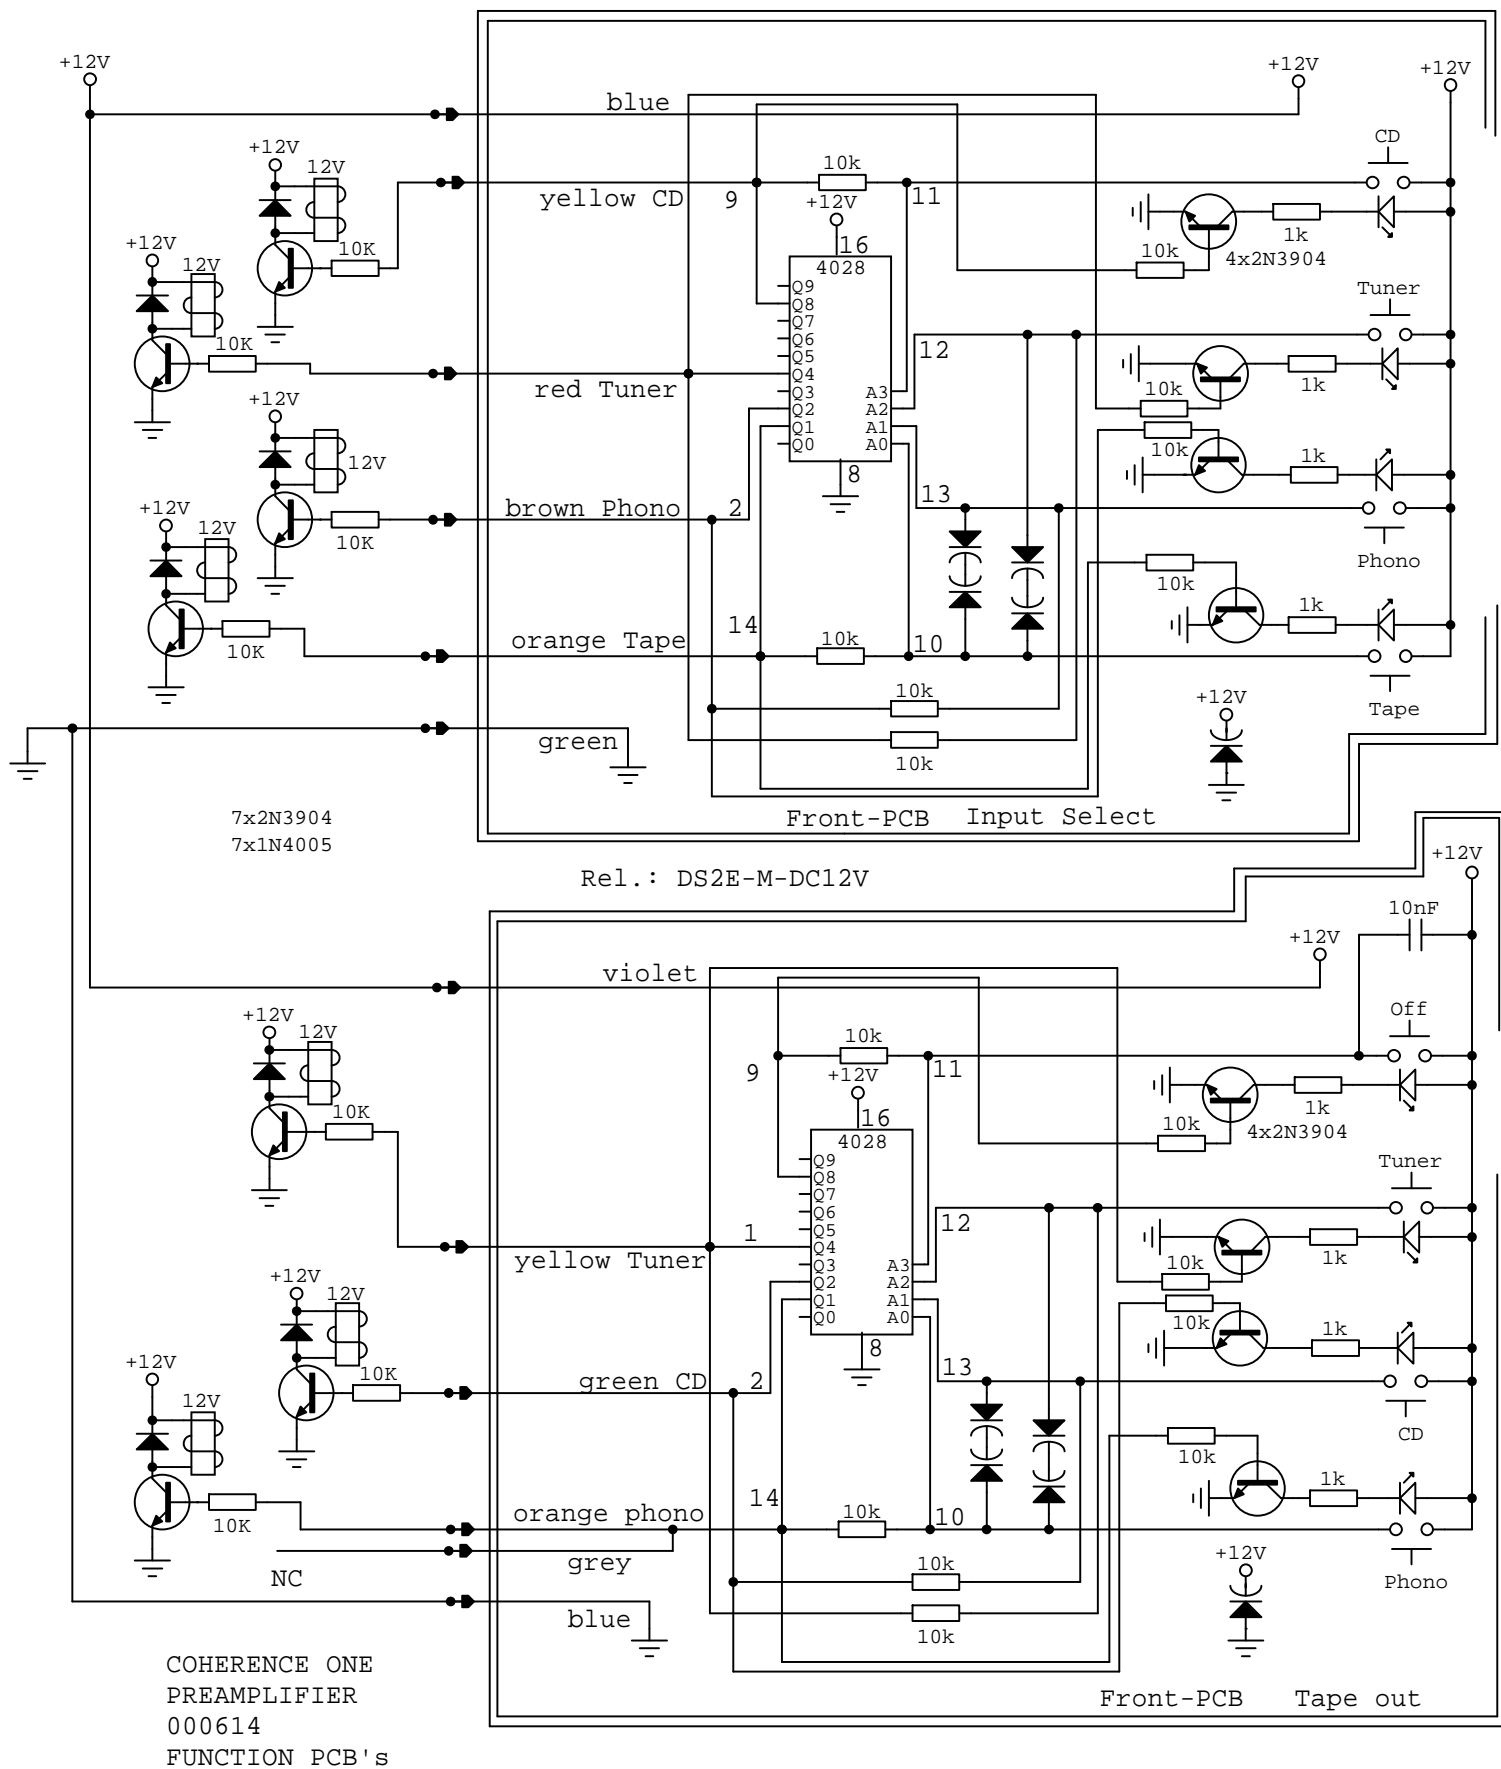 +12V
+12V
+12V
blue
CD
+12V
12V
10k
yellow CD
9
+12V
11
16
4028
10K
1k
10k
4x2N3904
+12V
12V
Q9
Q8
Q7
Q6
Q5
Q4
Q3
Q2
Q1
Q0
A3
A2
A1
A0
8
Tuner
10K
12
red Tuner
1k
10k
+12V
12V
10k
1k
brown Phono
2
13
10K
Phono
+12V
12V
10k
1k
14
orange Tape
10k
10
10K
10k
+12V
Tape
green
10k
7x2N3904
7x1N4005
Front-PCB Input Select
Rel.: DS2E-M-DC12V
+12V
10nF
+12V
violet
Off
+12V
12V
10k
9
+12V
11
16
4028
10K
1k
10k
4x2N3904
Q9
Q8
Q7
Q6
Q5
Q4
Q3
Q2
Q1
Q0
A3
A2
A1
A0
8
Tuner
1
12
yellow Tuner
1k
10k
+12V
12V
10k
1k
+12V
12V
10K
green CD
2
13
CD
10k
1k
14
orange phono
10k
10
10K
grey
NC
10k
+12V
Phono
blue
10k
COHERENCE ONE
PREAMPLIFIER
000614
FUNCTION PCB's
Front-PCB Tape out